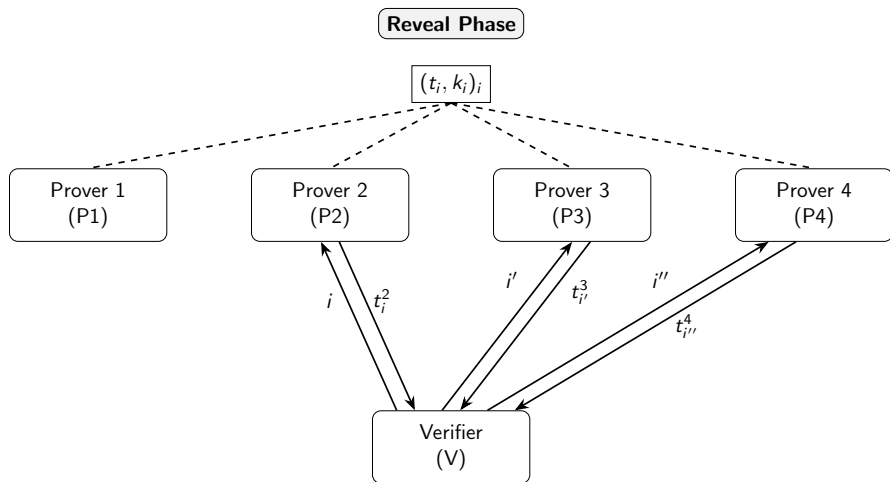 Reveal Phase
(t_i, k_i)_i
Prover 1
(P1)
Prover 2
(P2)
Prover 3
(P3)
Prover 4
(P4)
i
t_i^2
i′
t_{i′}^3
i′′
t_{i′′}^4
Verifier
(V)